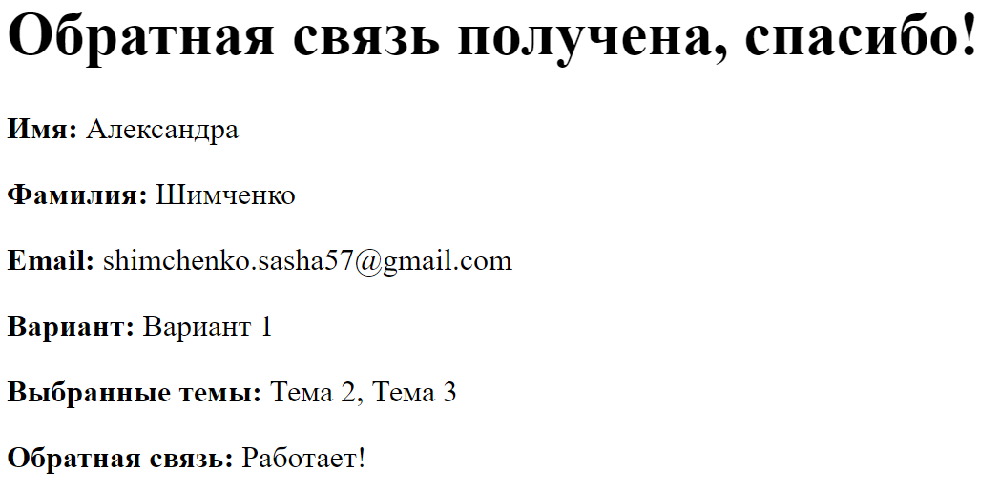 Обратная связь получена, спасибо!
Имя: Александра
Фамилия: Шимченко
Email: shimchenko.sasha57@gmail.com
Вариант: Вариант 1
Выбранные темы: Тема 2, Тема 3
Обратная связь: Работает!